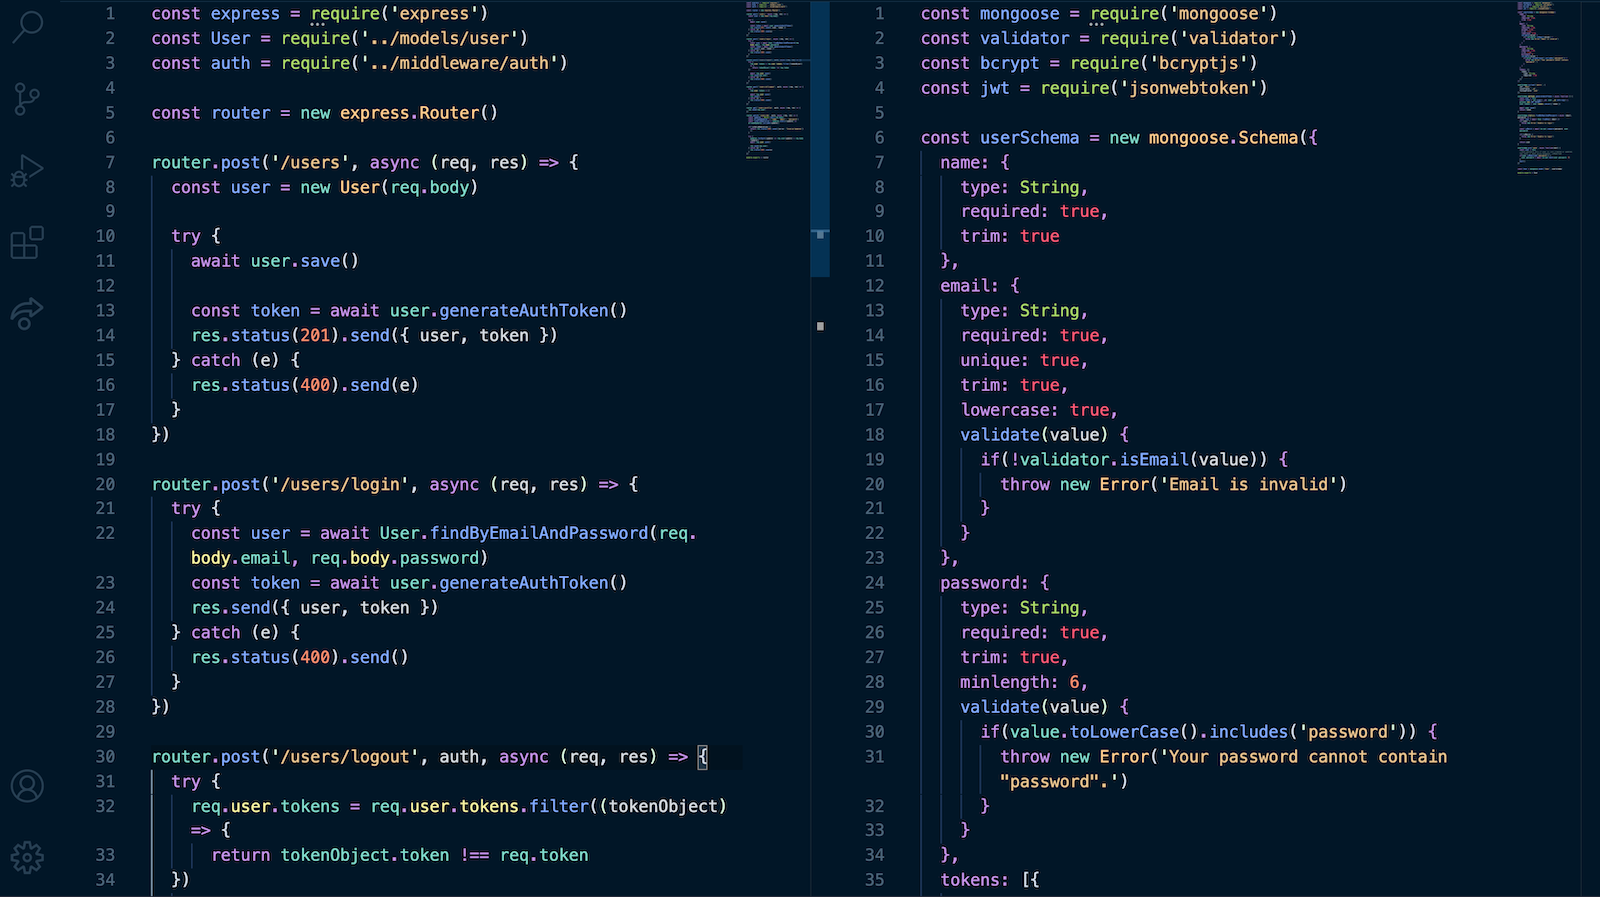 1 const express = require('express')
2 const User = require('../models/user')
3 const auth = require('../middleware/auth')
4
5 const router = new express.Router()
6
7 router.post('/users', async (req, res) => {
8 const user = new User(req.body)
9
10 try {
11 await user.save()
12
13 const token = await user.generateAuthToken()
14 res.status(201).send({ user, token })
15 } catch (e) {
16 res.status(400).send(e)
17 }
18 })
19
20 router.post('/users/login', async (req, res) => {
21 try {
22 const user = await User.findByEmailAndPassword(req.
body.email, req.body.password)
23 const token = await user.generateAuthToken()
24 res.send({ user, token })
25 } catch (e) {
26 res.status(400).send()
27 }
28 })
29
30 router.post('/users/logout', auth, async (req, res) => {
31 try {
32 req.user.tokens = req.user.tokens.filter((tokenObject)
=> {
33 return tokenObject.token !== req.token
34 })
1 const mongoose = require('mongoose')
2 const validator = require('validator')
3 const bcrypt = require('bcryptjs')
4 const jwt = require('jsonwebtoken')
5
6 const userSchema = new mongoose.Schema({
7 name: {
8 type: String,
9 required: true,
10 trim: true
11 },
12 email: {
13 type: String,
14 required: true,
15 unique: true,
16 trim: true,
17 lowercase: true,
18 validate(value) {
19 if(!validator.isEmail(value)) {
20 throw new Error('Email is invalid')
21 }
22 }
23 },
24 password: {
25 type: String,
26 required: true,
27 trim: true,
28 minlength: 6,
29 validate(value) {
30 if(value.toLowerCase().includes('password')) {
31 throw new Error('Your password cannot contain
"password".')
32 }
33 }
34 },
35 tokens: [{